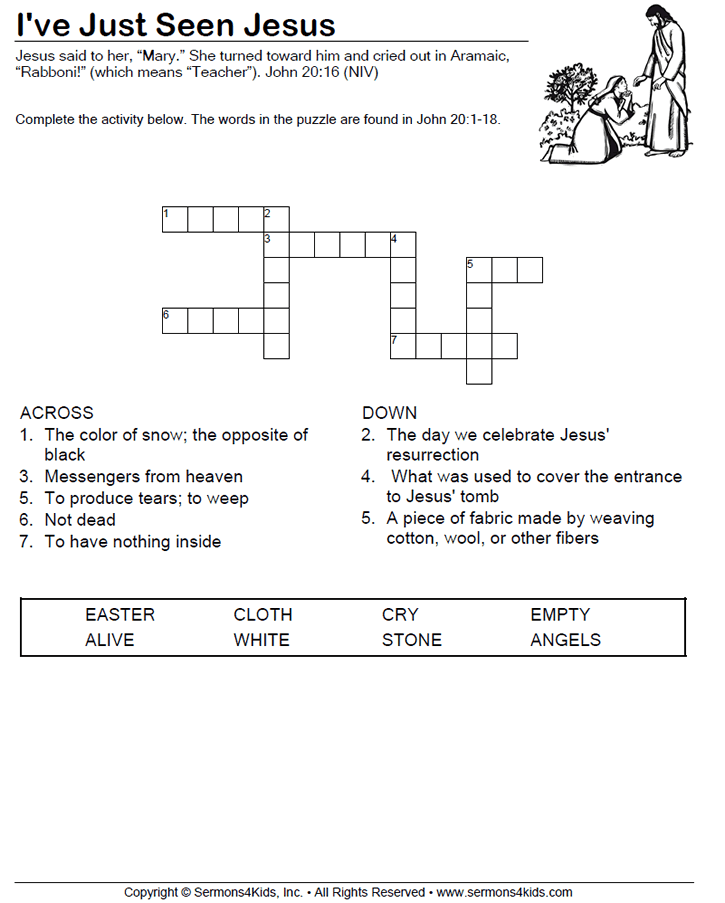 I've Just Seen Jesus
Jesus said to her, “Mary.” She turned toward him and cried out in Aramaic,
“Rabboni!” (which means “Teacher”). John 20:16 (NIV)
Complete the activity below. The words in the puzzle are found in John 20:1-18.
1 2
3 4
5
6
7
ACROSS
1. The color of snow; the opposite of
black
3. Messengers from heaven
5. To produce tears; to weep
6. Not dead
7. To have nothing inside
DOWN
2. The day we celebrate Jesus'
resurrection
4. What was used to cover the entrance
to Jesus' tomb
5. A piece of fabric made by weaving
cotton, wool, or other fibers
EASTER CLOTH CRY EMPTY
ALIVE WHITE STONE ANGELS
Copyright © Sermons4Kids, Inc. • All Rights Reserved • www.sermons4kids.com